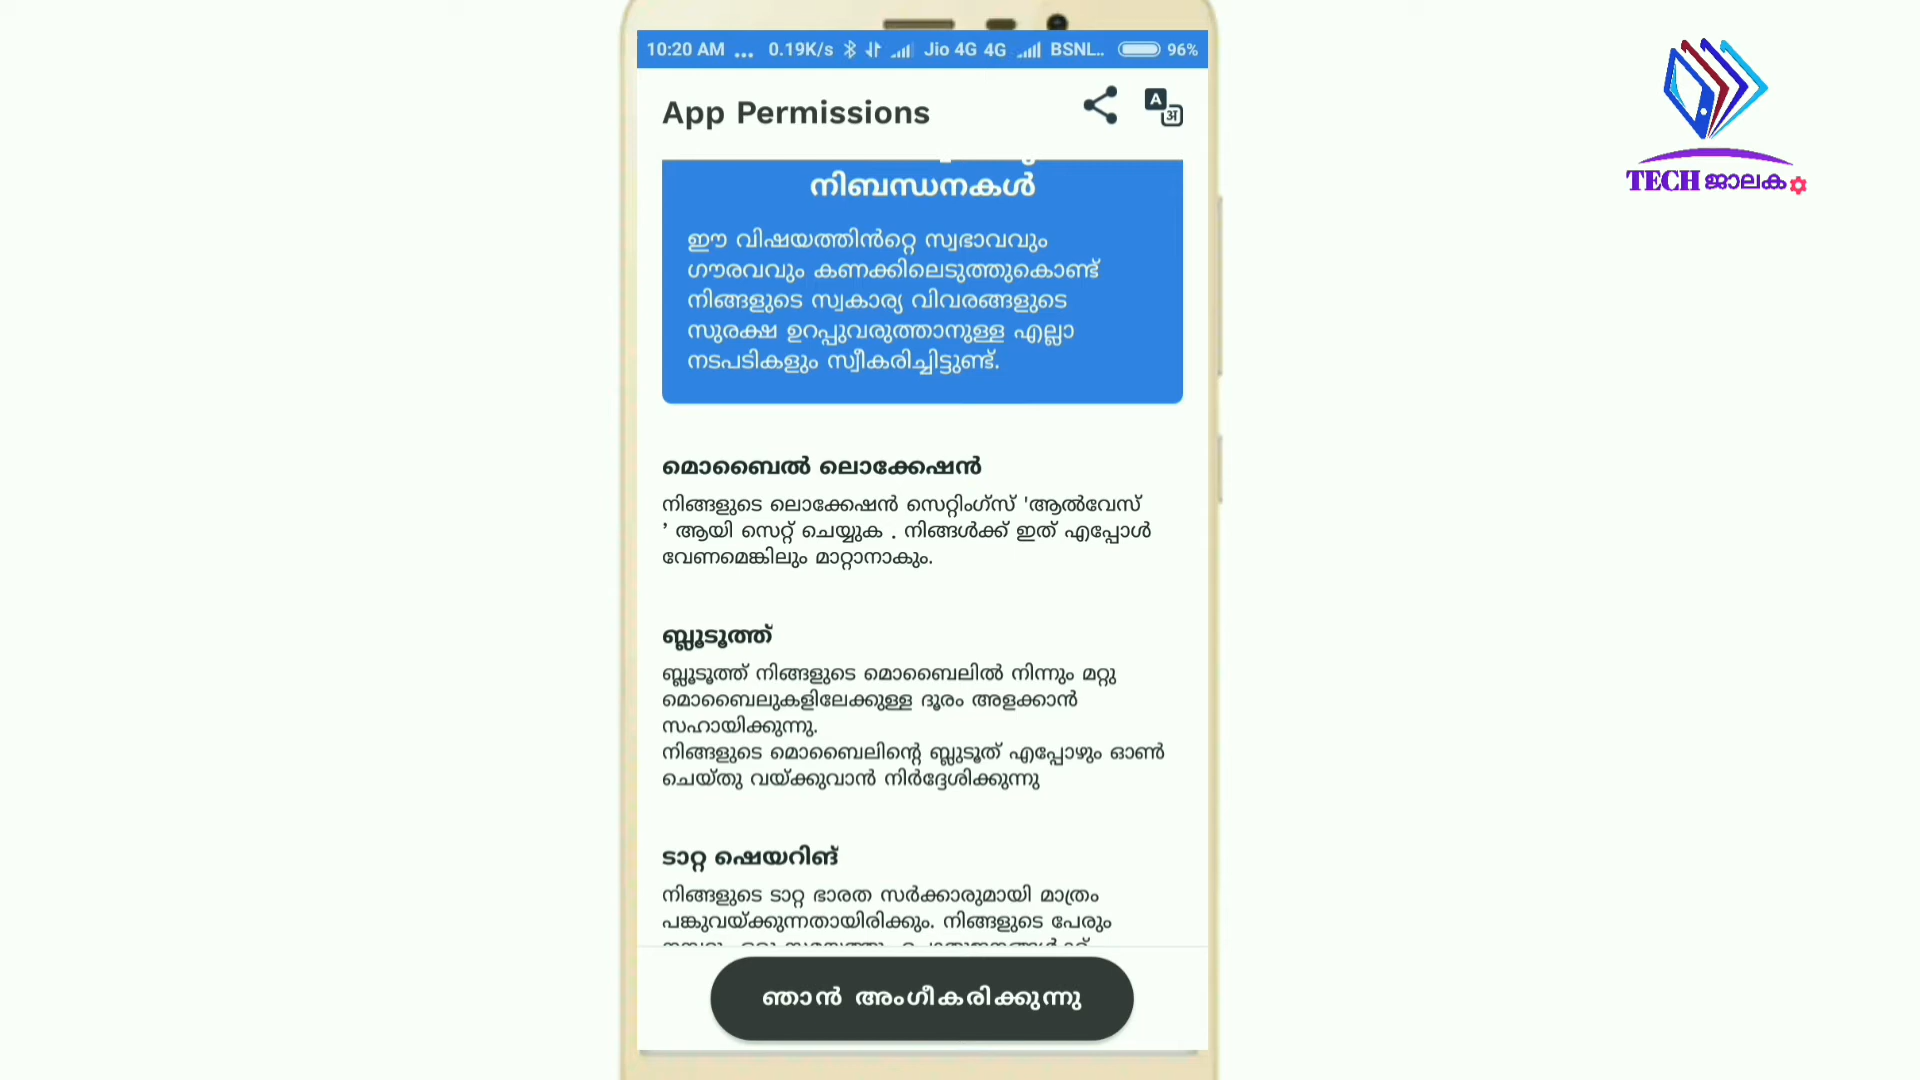 10:20 AM ... 0.19K/s Jio 4G 4G BSNL.. 96%
App Permissions
നിബന്ധനകൾ
ഈ വിഷയത്തിൻറ്റെ സ്വഭാവവും
ഗൗരവവും കണക്കിലെടുത്തുകൊണ്ട്
നിങ്ങളുടെ സ്വകാര്യ വിവരങ്ങളുടെ
സുരക്ഷ ഉറപ്പുവരുത്താനുള്ള എല്ലാ
നടപടികളും സ്വീകരിച്ചിട്ടുണ്ട്.
മൊബൈൽ ലൊക്കേഷൻ
നിങ്ങളുടെ ലൊക്കേഷൻ സെറ്റിംഗ്സ് 'ആൽവേസ്
’ ആയി സെറ്റ് ചെയ്യുക . നിങ്ങൾക്ക് ഇത് എപ്പോൾ
വേണമെങ്കിലും മാറ്റാനാകും.
ബ്ലൂടൂത്ത്
ബ്ലൂടൂത്ത് നിങ്ങളുടെ മൊബൈലിൽ നിന്നും മറ്റു
മൊബൈലുകളിലേക്കുള്ള ദൂരം അളക്കാൻ
സഹായിക്കുന്നു.
നിങ്ങളുടെ മൊബൈലിന്റെ ബ്ലുടൂത് എപ്പോഴും ഓൺ
ചെയ്തു വയ്ക്കുവാൻ നിർദ്ദേശിക്കുന്നു
ടാറ്റ ഷെയറിങ്
നിങ്ങളുടെ ടാറ്റ ഭാരത സർക്കാരുമായി മാത്രം
പങ്കുവയ്ക്കുന്നതായിരിക്കും. നിങ്ങളുടെ പേരും
ഞാൻ അംഗീകരിക്കുന്നു
TECH ജാലകം